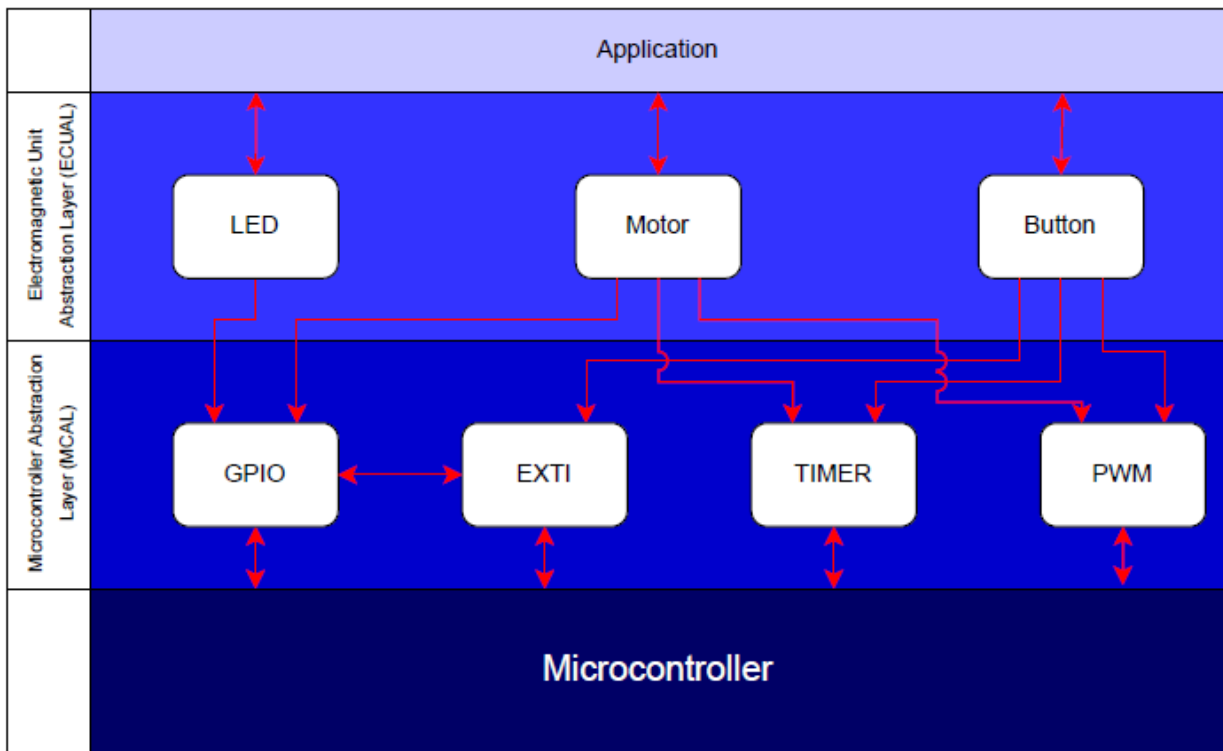 Application
Electromagnetic Unit
Abstraction Layer (ECUAL)
LED
Motor
Button
Microcontroller Abstraction
Layer (MCAL)
GPIO
EXTI
TIMER
PWM
Microcontroller